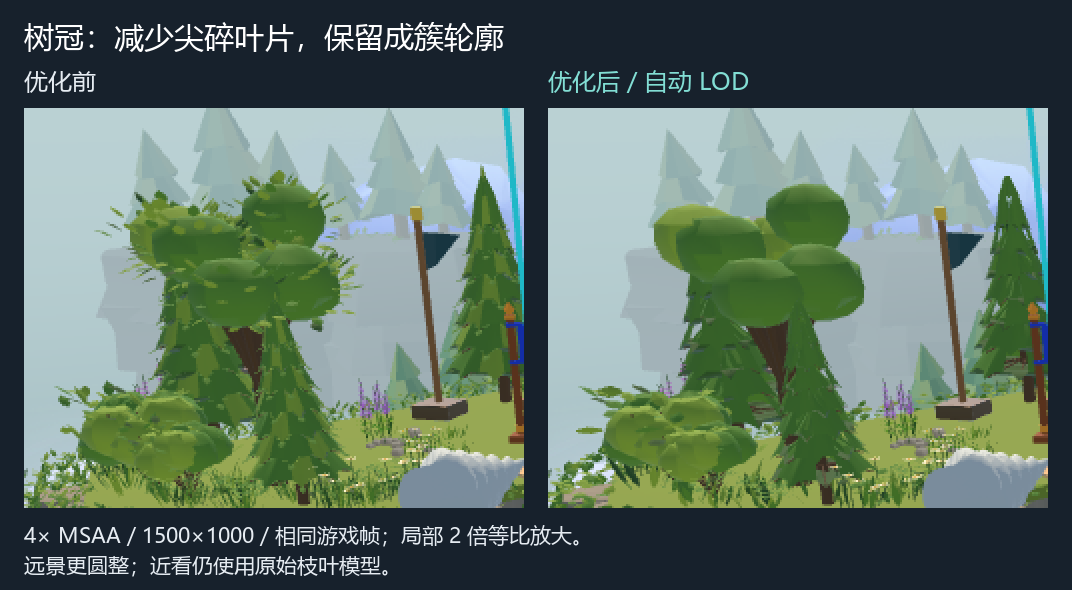 树冠：减少尖碎叶片，保留成簇轮廓
优化前
优化后 / 自动 LOD
4× MSAA / 1500×1000 / 相同游戏帧；局部 2 倍等比放大。
远景更圆整；近看仍使用原始枝叶模型。